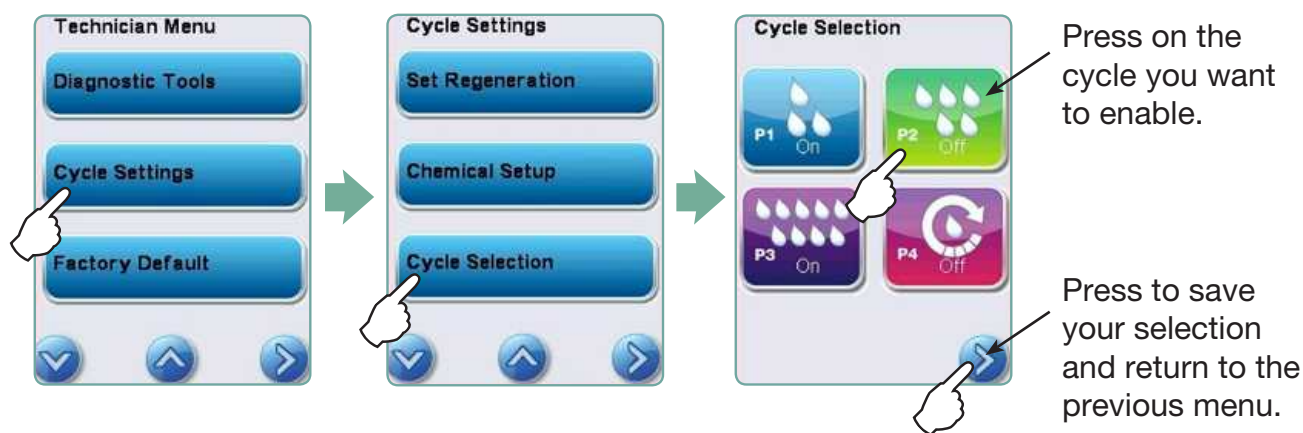 Technician Menu
Diagnostic Tools
Cycle Settings
Factory Default
Cycle Settings
Set Regeneration
Chemical Setup
Cycle Selection
Cycle Selection
P1 On
P2 Off
P3 On
P4 Off
Press on the
cycle you want
to enable.
Press to save
your selection
and return to the
previous menu.